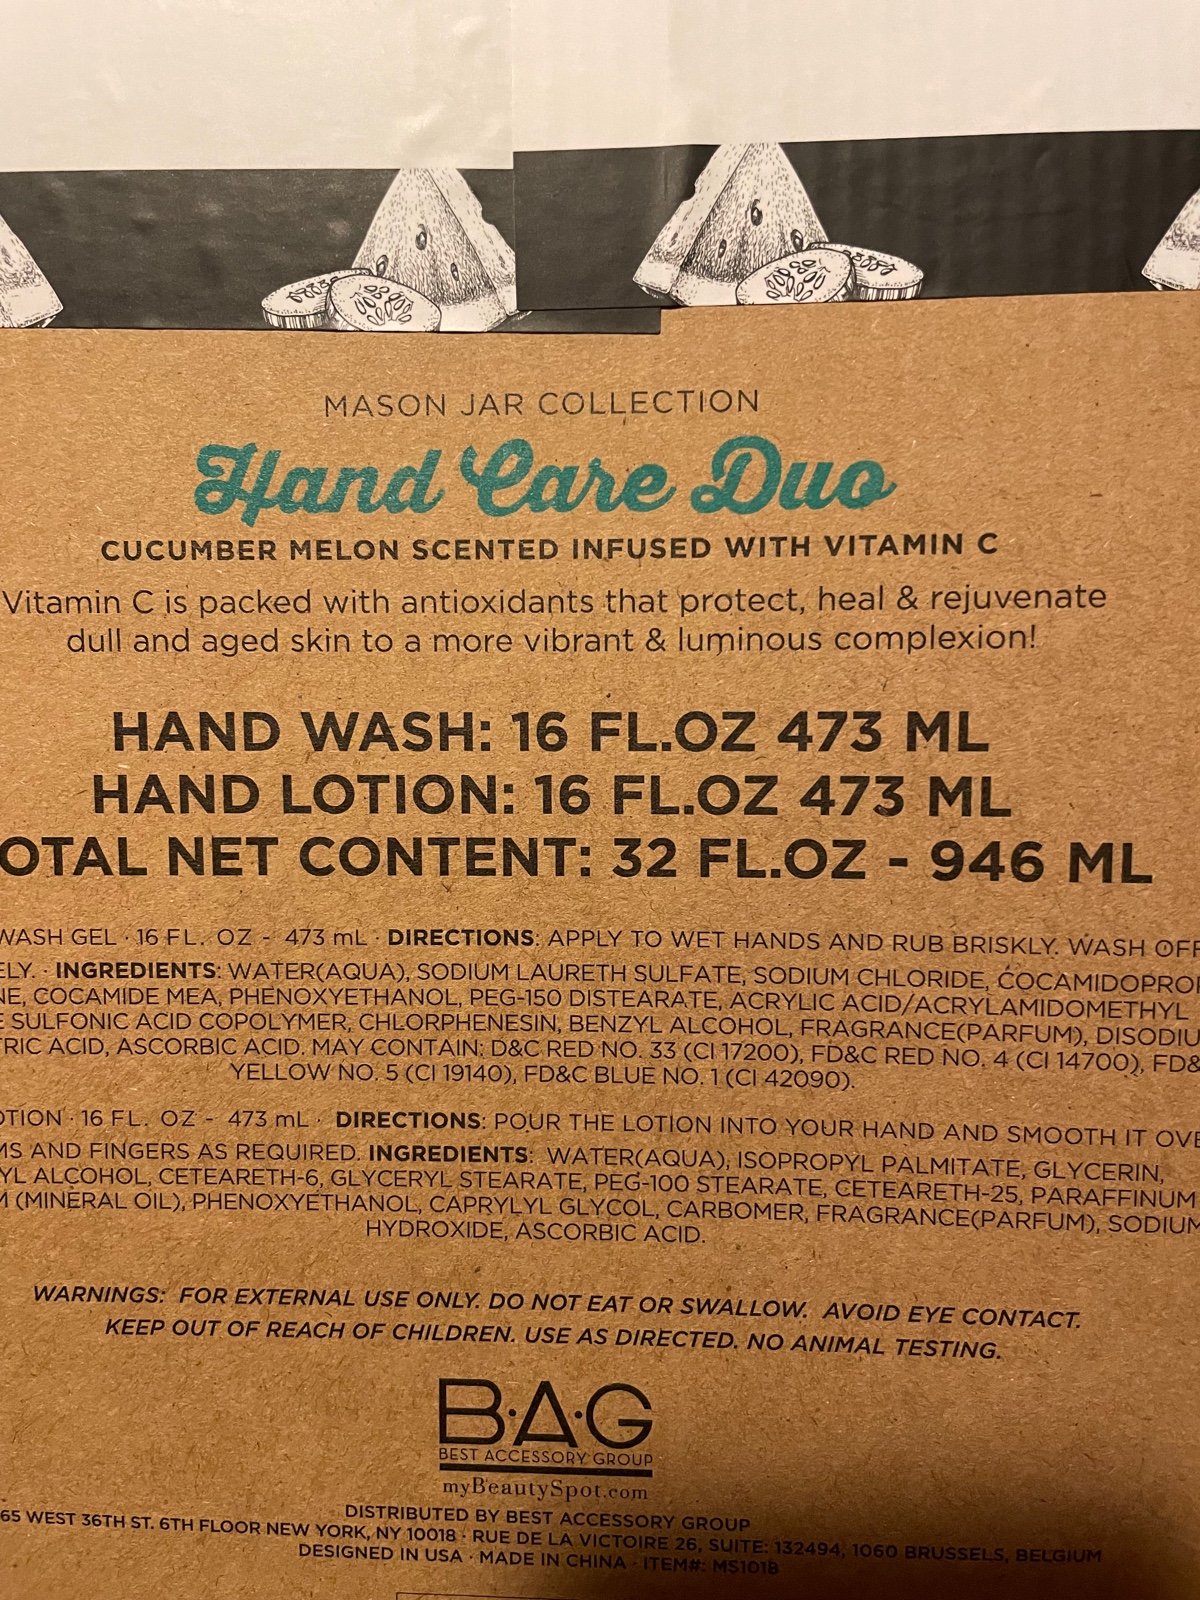 MASON JAR COLLECTION
Hand Care Duo
CUCUMBER MELON SCENTED INFUSED WITH VITAMIN C
Vitamin C is packed with antioxidants that protect, heal & rejuvenate
dull and aged skin to a more vibrant & luminous complexion!
HAND WASH: 16 FL.OZ 473 ML
HAND LOTION: 16 FL.OZ 473 ML
OTAL NET CONTENT: 32 FL.OZ - 946 ML
WASH GEL · 16 FL. OZ - 473 mL · DIRECTIONS: APPLY TO WET HANDS AND RUB BRISKLY. WASH OFF
ELY. · INGREDIENTS: WATER(AQUA), SODIUM LAURETH SULFATE, SODIUM CHLORIDE, COCAMIDOPROP
NE, COCAMIDE MEA, PHENOXYETHANOL, PEG-150 DISTEARATE, ACRYLIC ACID/ACRYLAMIDOMETHYL
E SULFONIC ACID COPOLYMER, CHLORPHENESIN, BENZYL ALCOHOL, FRAGRANCE(PARFUM), DISODIU
TRIC ACID, ASCORBIC ACID. MAY CONTAIN: D&C RED NO. 33 (CI 17200), FD&C RED NO. 4 (CI 14700), FD&
YELLOW NO. 5 (CI 19140), FD&C BLUE NO. 1 (CI 42090).
OTION · 16 FL. OZ - 473 mL · DIRECTIONS: POUR THE LOTION INTO YOUR HAND AND SMOOTH IT OVE
MS AND FINGERS AS REQUIRED. INGREDIENTS: WATER(AQUA), ISOPROPYL PALMITATE, GLYCERIN,
YL ALCOHOL, CETEARETH-6, GLYCERYL STEARATE, PEG-100 STEARATE, CETEARETH-25, PARAFFINUM
M (MINERAL OIL), PHENOXYETHANOL, CAPRYLYL GLYCOL, CARBOMER, FRAGRANCE(PARFUM), SODIUM
HYDROXIDE, ASCORBIC ACID.
WARNINGS: FOR EXTERNAL USE ONLY. DO NOT EAT OR SWALLOW. AVOID EYE CONTACT.
KEEP OUT OF REACH OF CHILDREN. USE AS DIRECTED. NO ANIMAL TESTING.
B·A·G
BEST ACCESSORY GROUP
myBeautySpot.com
DISTRIBUTED BY BEST ACCESSORY GROUP
65 WEST 36TH ST. 6TH FLOOR NEW YORK, NY 10018 · RUE DE LA VICTOIRE 26, SUITE: 132494, 1060 BRUSSELS, BELGIUM
DESIGNED IN USA · MADE IN CHINA · ITEM#: MS101B